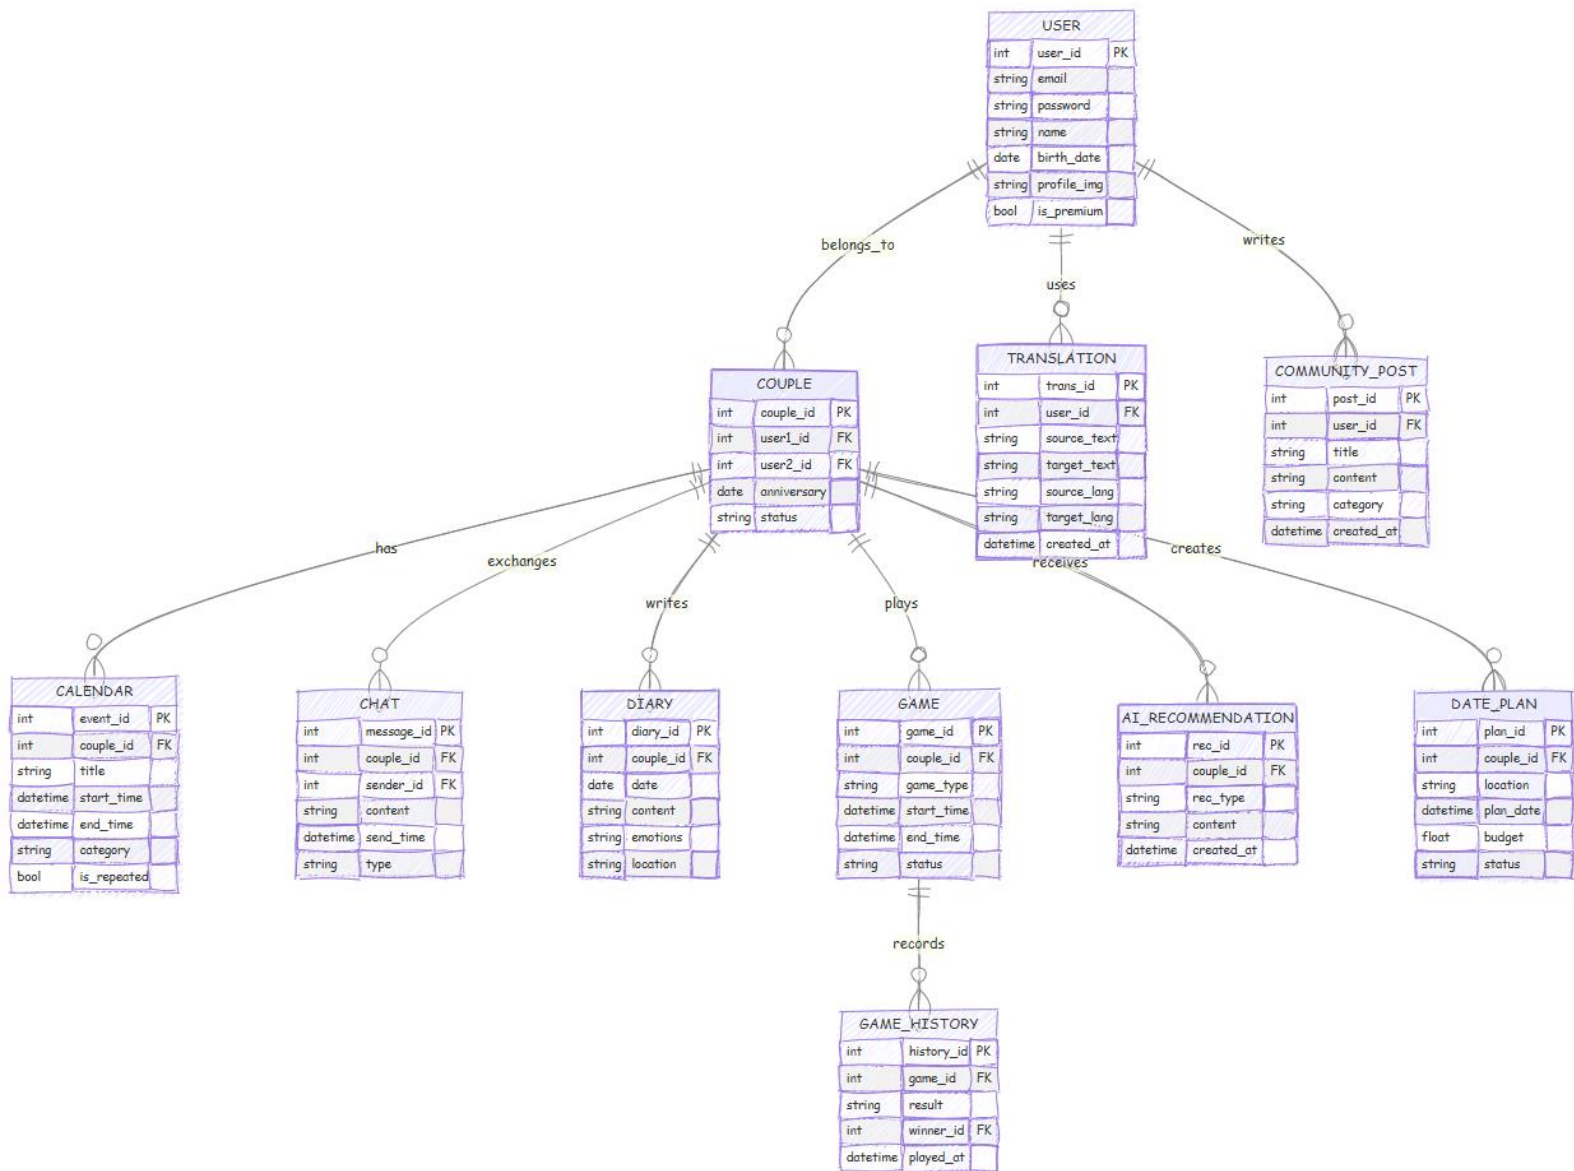 USER
int user_id PK
string email
string password
string name
date birth_date
string profile_img
bool is_premium
belongs_to
uses
writes
COUPLE
int couple_id PK
int user1_id FK
int user2_id FK
date anniversary
string status
TRANSLATION
int trans_id PK
int user_id FK
string source_text
string target_text
string source_lang
string target_lang
datetime created_at
COMMUNITY_POST
int post_id PK
int user_id FK
string title
string content
string category
datetime created_at
has
exchanges
writes
plays
receives
creates
CALENDAR
int event_id PK
int couple_id FK
string title
datetime start_time
datetime end_time
string category
bool is_repeated
CHAT
int message_id PK
int couple_id FK
int sender_id FK
string content
datetime send_time
string type
DIARY
int diary_id PK
int couple_id FK
date date
string content
string emotions
string location
GAME
int game_id PK
int couple_id FK
string game_type
datetime start_time
datetime end_time
string status
AI_RECOMMENDATION
int rec_id PK
int couple_id FK
string rec_type
string content
datetime created_at
DATE_PLAN
int plan_id PK
int couple_id FK
string location
datetime plan_date
float budget
string status
records
GAME_HISTORY
int history_id PK
int game_id FK
string result
int winner_id FK
datetime played_at